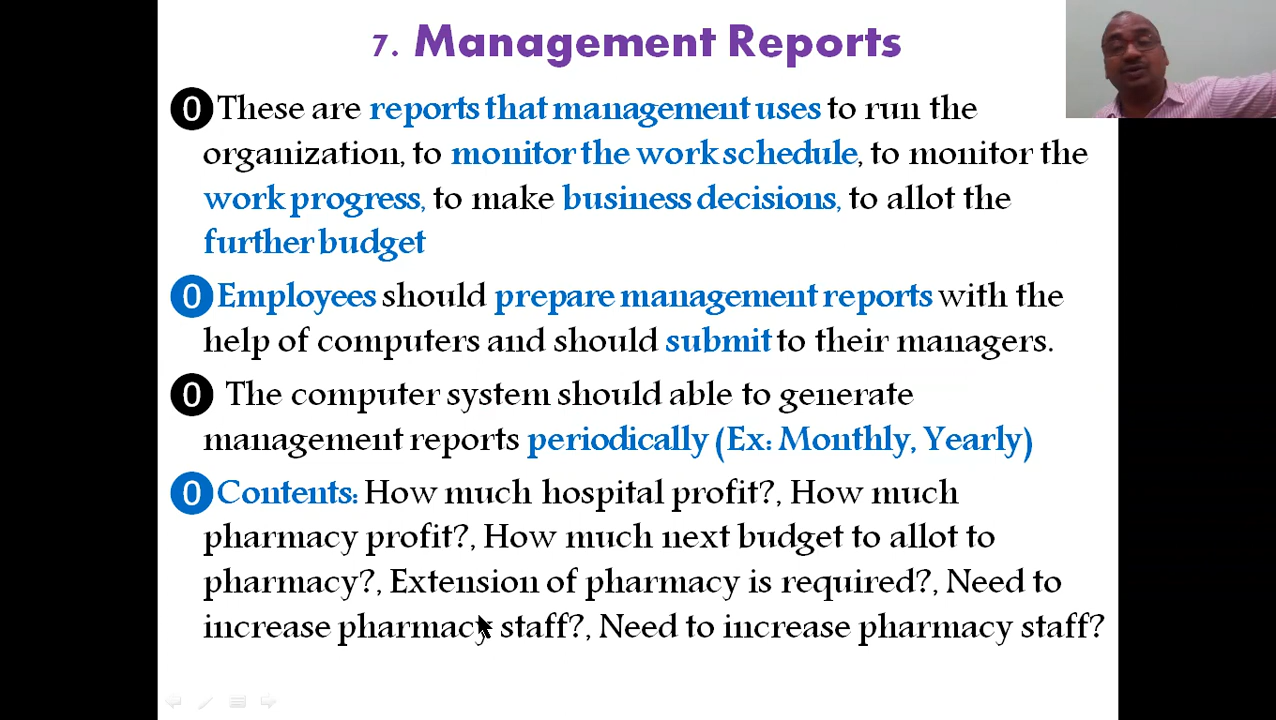 7. Management Reports
0 These are reports that management uses to run the
organization, to monitor the work schedule, to monitor the
work progress, to make business decisions, to allot the
further budget
0 Employees should prepare management reports with the
help of computers and should submit to their managers.
0 The computer system should able to generate
management reports periodically (Ex: Monthly, Yearly)
0 Contents: How much hospital profit?, How much
pharmacy profit?, How much next budget to allot to
pharmacy?, Extension of pharmacy is required?, Need to
increase pharmacy staff?, Need to increase pharmacy staff?